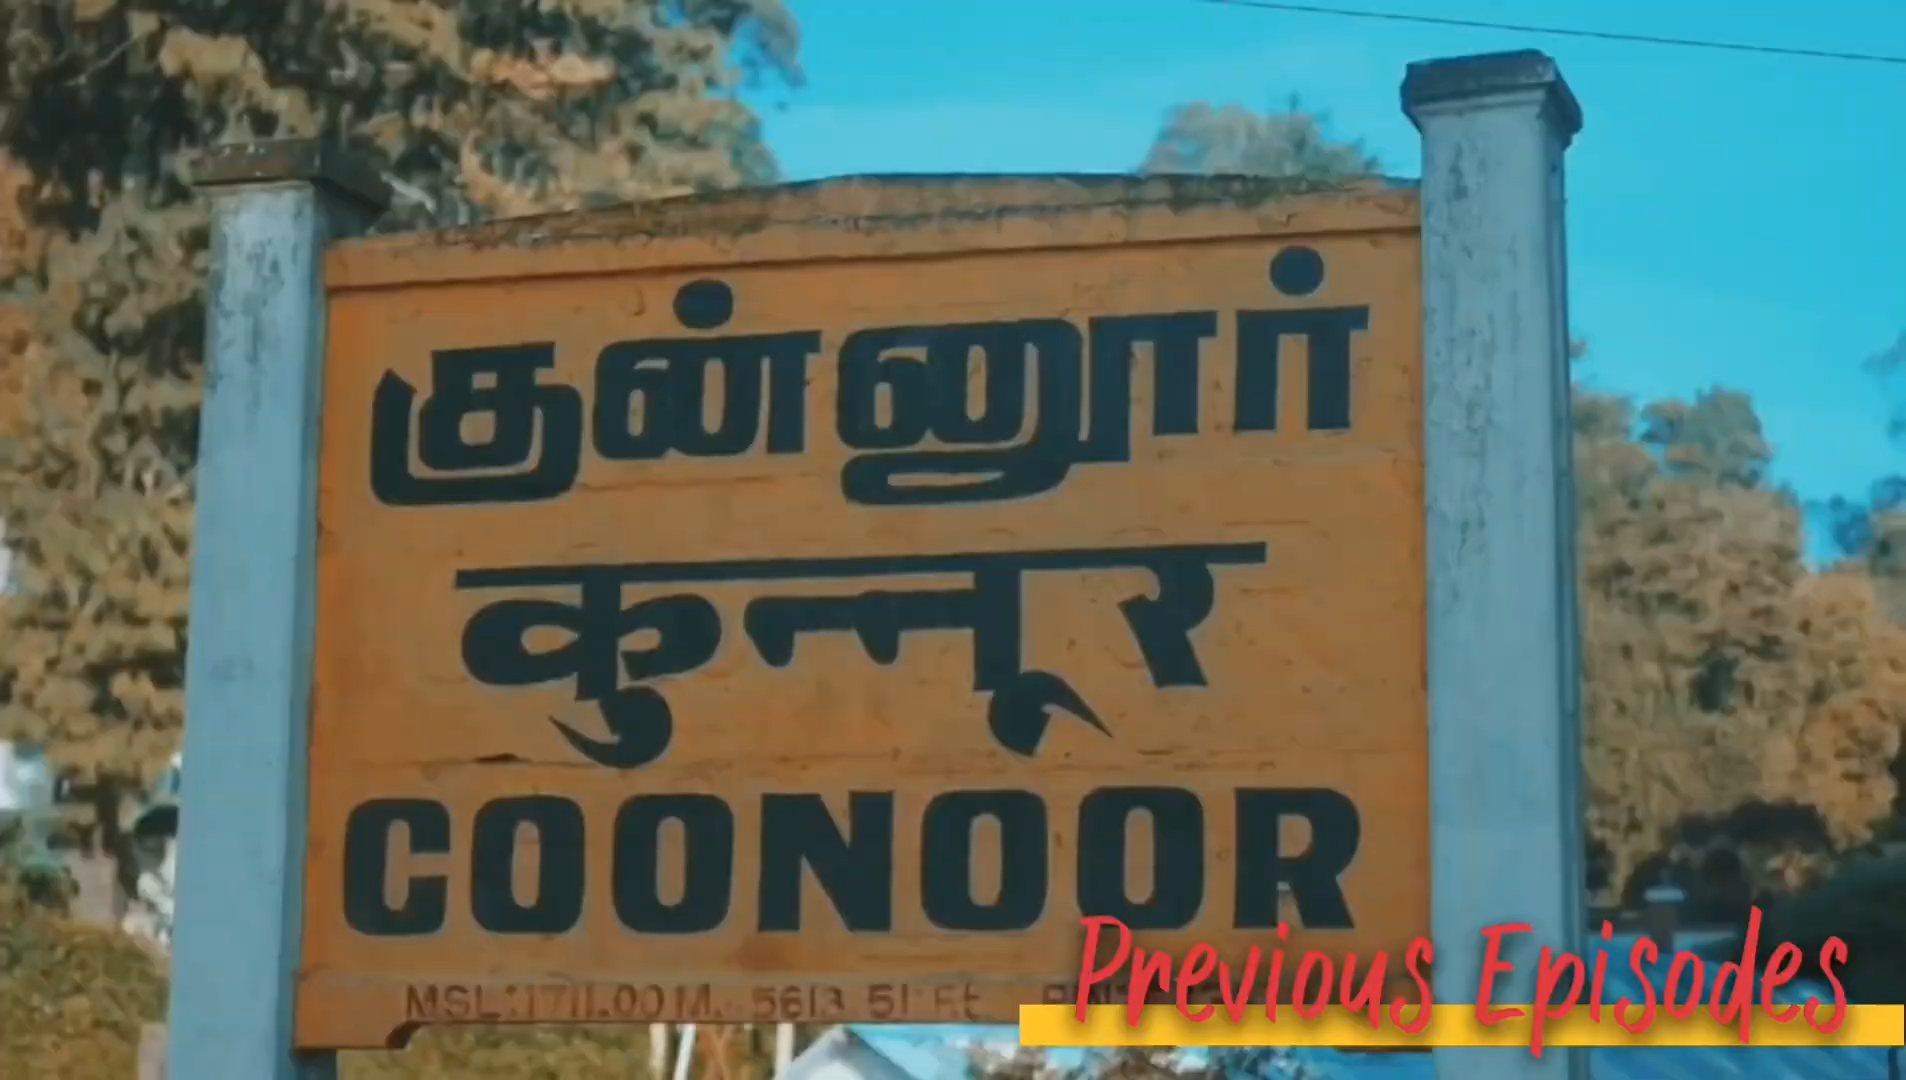 குன்னூர்
कुन्नूर
COONOOR
MSL:1711.00M. 5613.51 Ft.
Previous Episodes